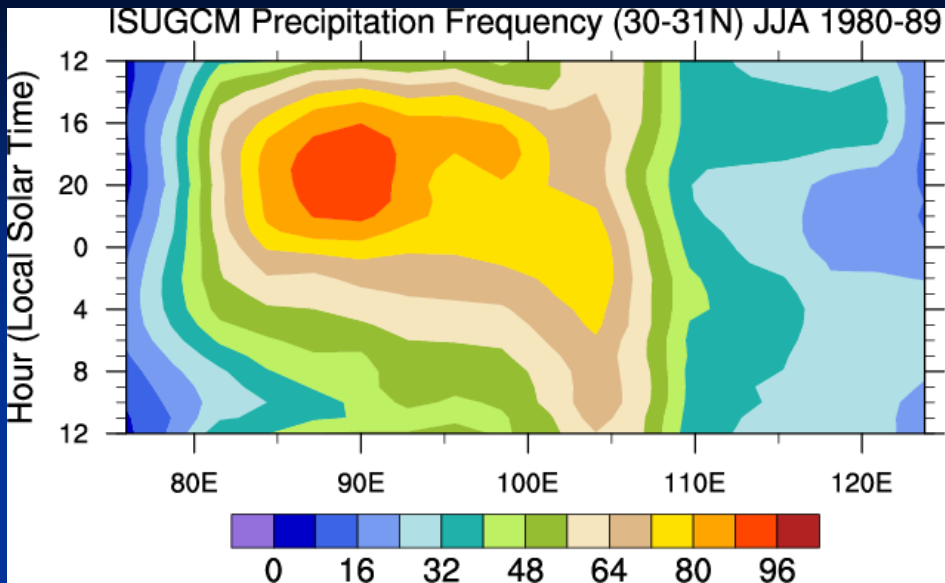 ISUGCM Precipitation Frequency (30-31N) JJA 1980-89
Hour (Local Solar Time)
12
16
20
0
4
8
12
80E 90E 100E 110E 120E
0 16 32 48 64 80 96